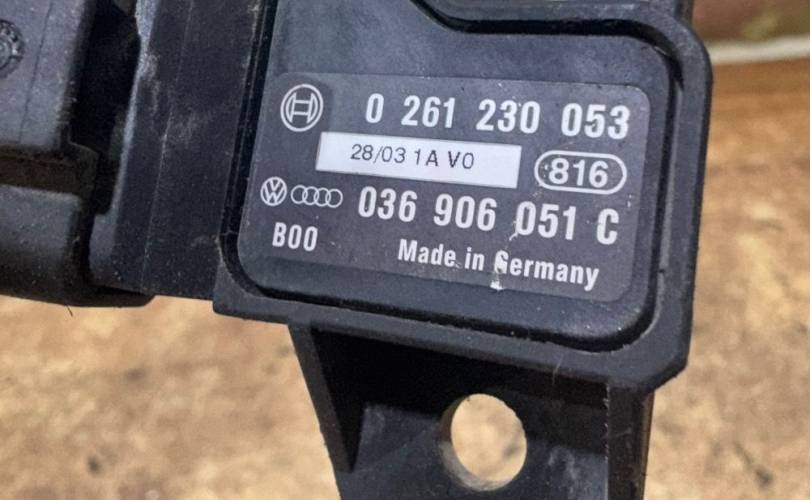 0 261 230 053
28/03 1A V0 816
036 906 051 C
B00 Made in Germany